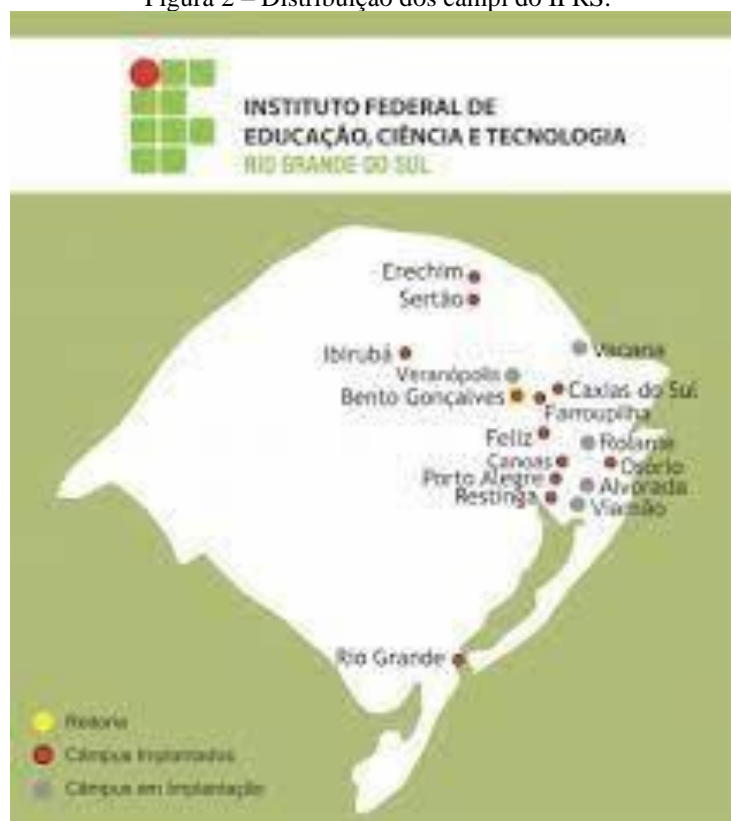 Figura 2 – Distribuição dos campi do IFRS.
INSTITUTO FEDERAL DE
EDUCAÇÃO, CIÊNCIA E TECNOLOGIA
RIO GRANDE DO SUL
Erechim
Sertão
Ibirubá
Vacaria
Veranópolis
Bento Gonçalves
Caxias do Sul
Farroupilha
Feliz
Rolante
Canoas
Osório
Porto Alegre
Alvorada
Restinga
Viamão
Rio Grande
Reitoria
Câmpus Implantados
Câmpus em Implantação